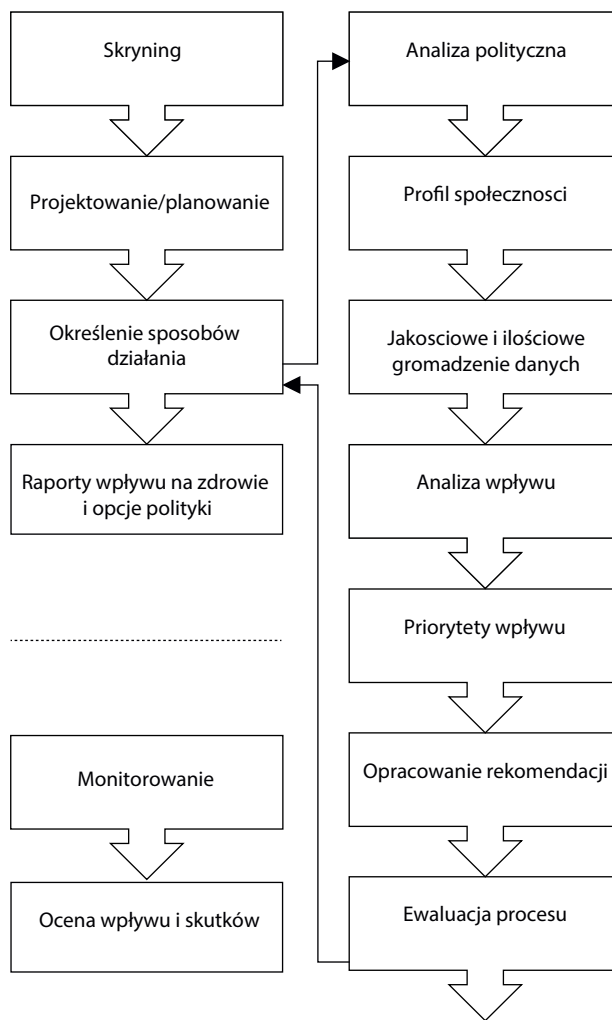 Skryning
Projektowanie/planowanie
Określenie sposobów
działania
Raporty wpływu na zdrowie
i opcje polityki
Monitorowanie
Ocena wpływu i skutków
Analiza polityczna
Profil społecznosci
Jakosciowe i ilościowe
gromadzenie danych
Analiza wpływu
Priorytety wpływu
Opracowanie rekomendacji
Ewaluacja procesu